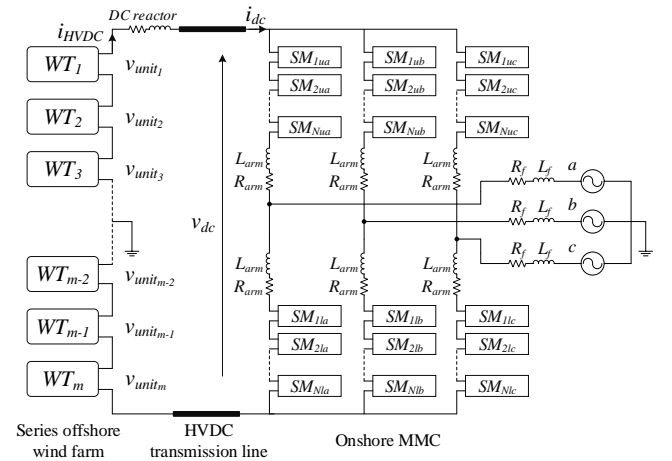 DC reactor
i_HVDC
i_dc
WT_1
v_unit_1
WT_2
v_unit_2
WT_3
v_unit_3
WT_m-2
v_unit_m-2
WT_m-1
v_unit_m-1
WT_m
v_unit_m
v_dc
SM_1ua SM_1ub SM_1uc
SM_2ua SM_2ub SM_2uc
SM_Nua SM_Nub SM_Nuc
L_arm L_arm L_arm
R_arm R_arm R_arm
R_f L_f a
R_f L_f b
R_f L_f c
L_arm L_arm L_arm
R_arm R_arm R_arm
SM_1la SM_1lb SM_1lc
SM_2la SM_2lb SM_2lc
SM_Nla SM_Nlb SM_Nlc
Series offshore
wind farm
HVDC
transmission line
Onshore MMC